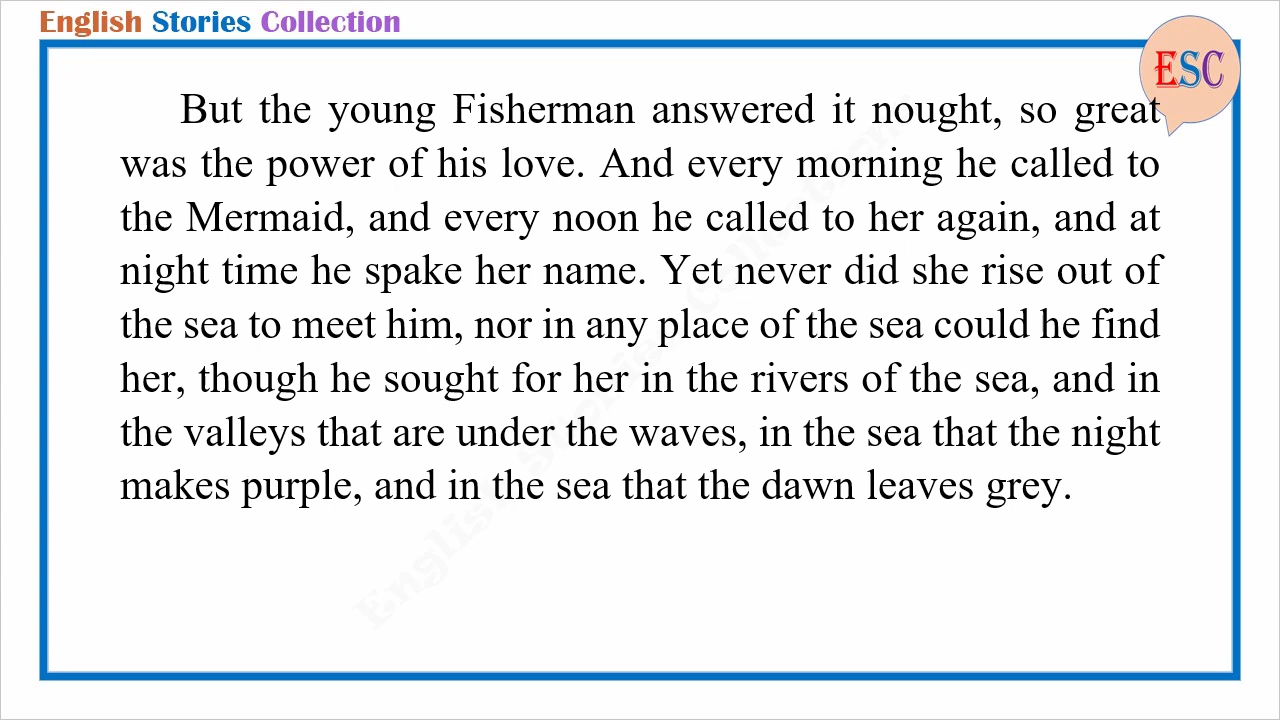 English Stories Collection
ESC
But the young Fisherman answered it nought, so great
was the power of his love. And every morning he called to
the Mermaid, and every noon he called to her again, and at
night time he spake her name. Yet never did she rise out of
the sea to meet him, nor in any place of the sea could he find
her, though he sought for her in the rivers of the sea, and in
the valleys that are under the waves, in the sea that the night
makes purple, and in the sea that the dawn leaves grey.
English Stories Collection